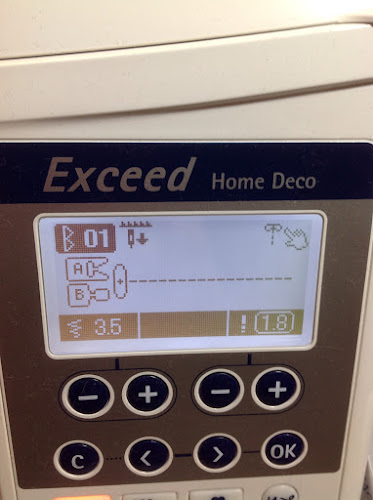 Exceed Home Deco
01
A
B
3.5 ! 1.8
− + − +
C < > OK